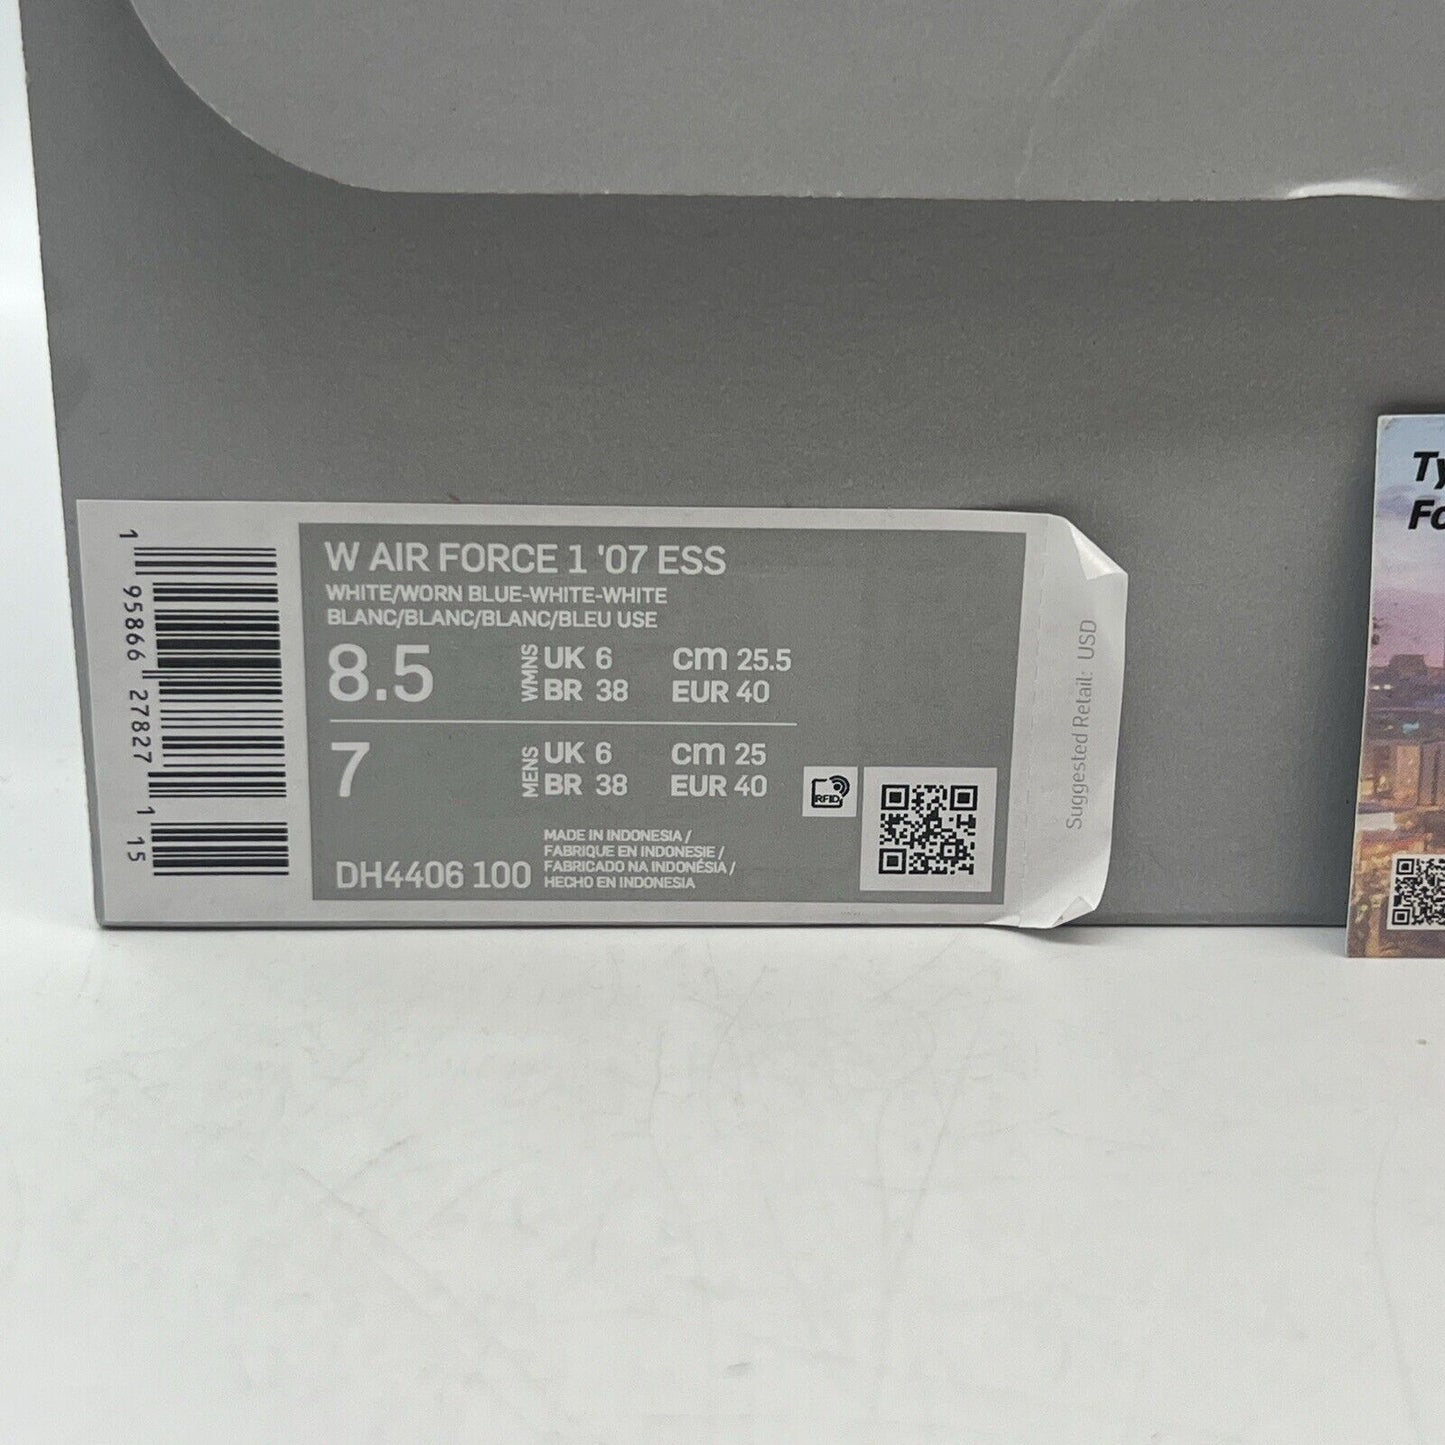 1 95866 27827 1 15
W AIR FORCE 1 '07 ESS
WHITE/WORN BLUE-WHITE-WHITE
BLANC/BLANC/BLANC/BLEU USE
8.5 WMNS UK 6 cm 25.5
BR 38 EUR 40
7 MENS UK 6 cm 25
BR 38 EUR 40
RFID
MADE IN INDONESIA /
FABRIQUE EN INDONESIE /
FABRICADO NA INDONÉSIA /
HECHO EN INDONESIA
DH4406 100
Suggested Retail: USD
Ty
Fo